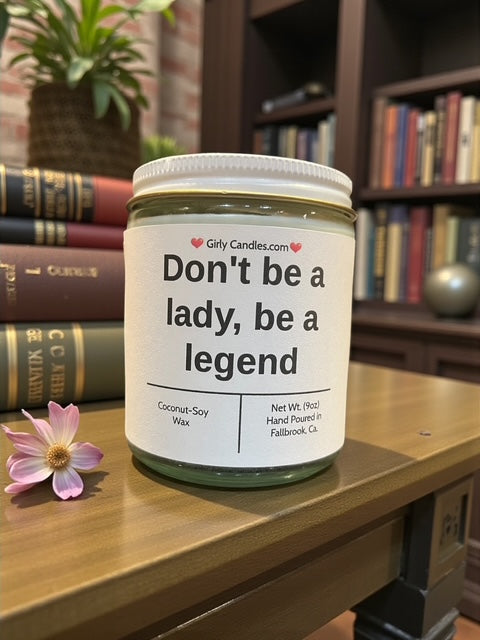 Girly Candles.com
Don't be a
lady, be a
legend
Coconut-Soy
Wax
Net Wt. (9oz)
Hand Poured in
Fallbrook, Ca.